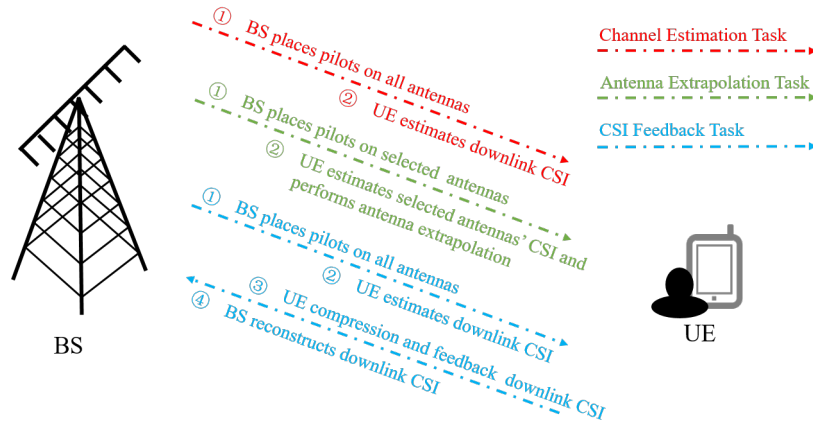 ① BS places pilots on all antennas
② UE estimates downlink CSI
① BS places pilots on selected antennas
② UE estimates selected antennas' CSI and
performs antenna extrapolation
① BS places pilots on all antennas
② UE estimates downlink CSI
③ UE compression and feedback downlink CSI
④ BS reconstructs downlink CSI
Channel Estimation Task
Antenna Extrapolation Task
CSI Feedback Task
BS
UE